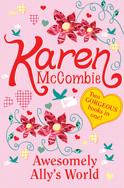 Karen
McCombie
Two
GORGEOUS
books in
one!
Awesomely
Ally's World